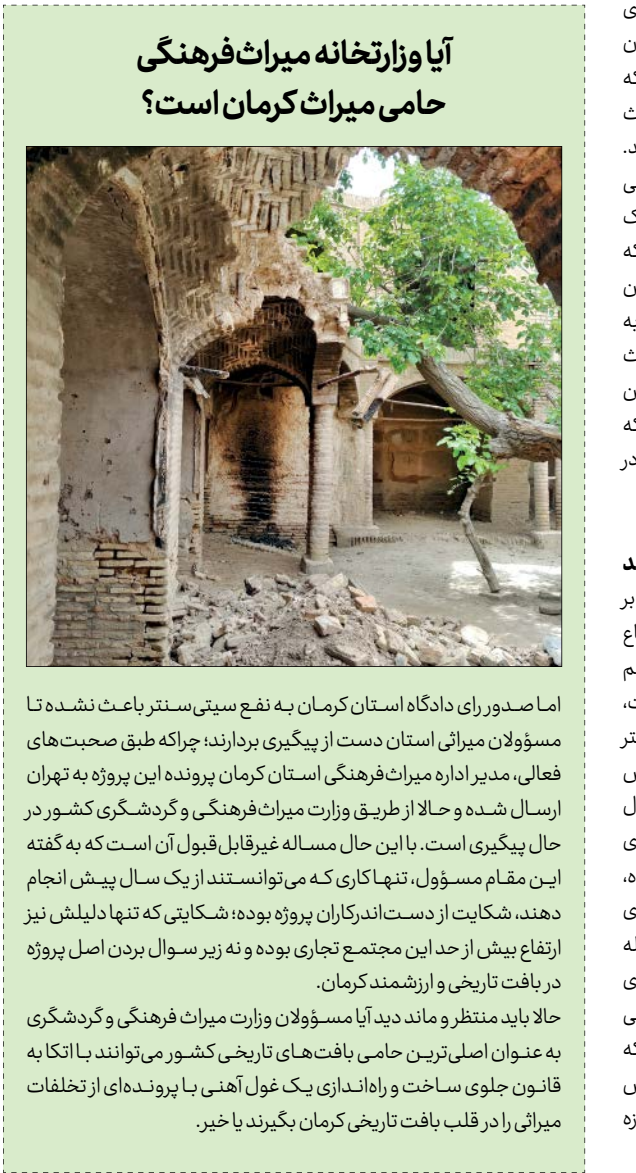 آیا وزارتخانه میراث‌فرهنگی
حامی میراث کرمان است؟
اما صدور رای دادگاه استان کرمان به نفع سیتی‌سنتر باعث نشده تا
مسؤولان میراثی استان دست از پیگیری بردارند؛ چراکه طبق صحبت‌های
فعالی، مدیر اداره میراث‌فرهنگی استان کرمان پرونده این پروژه به تهران
ارسال شده و حالا از طریق وزارت میراث‌فرهنگی و گردشگری کشور در
حال پیگیری است. با این حال مساله غیرقابل‌قبول آن است که به گفته
این مقام مسؤول، تنها کاری که می‌توانستند از یک سال پیش انجام
دهند، شکایت از دست‌اندرکاران پروژه بوده؛ شکایتی که تنها دلیلش نیز
ارتفاع بیش از حد این مجتمع تجاری بوده و نه زیر سوال بردن اصل پروژه
در بافت تاریخی و ارزشمند کرمان.
حالا باید منتظر و ماند دید آیا مسؤولان وزارت میراث فرهنگی و گردشگری
به عنوان اصلی‌ترین حامی بافت‌های تاریخی کشور می‌توانند با اتکا به
قانون جلوی ساخت و راه‌اندازی یک غول آهنی با پرونده‌ای از تخلفات
میراثی را در قلب بافت تاریخی کرمان بگیرند یا خیر.